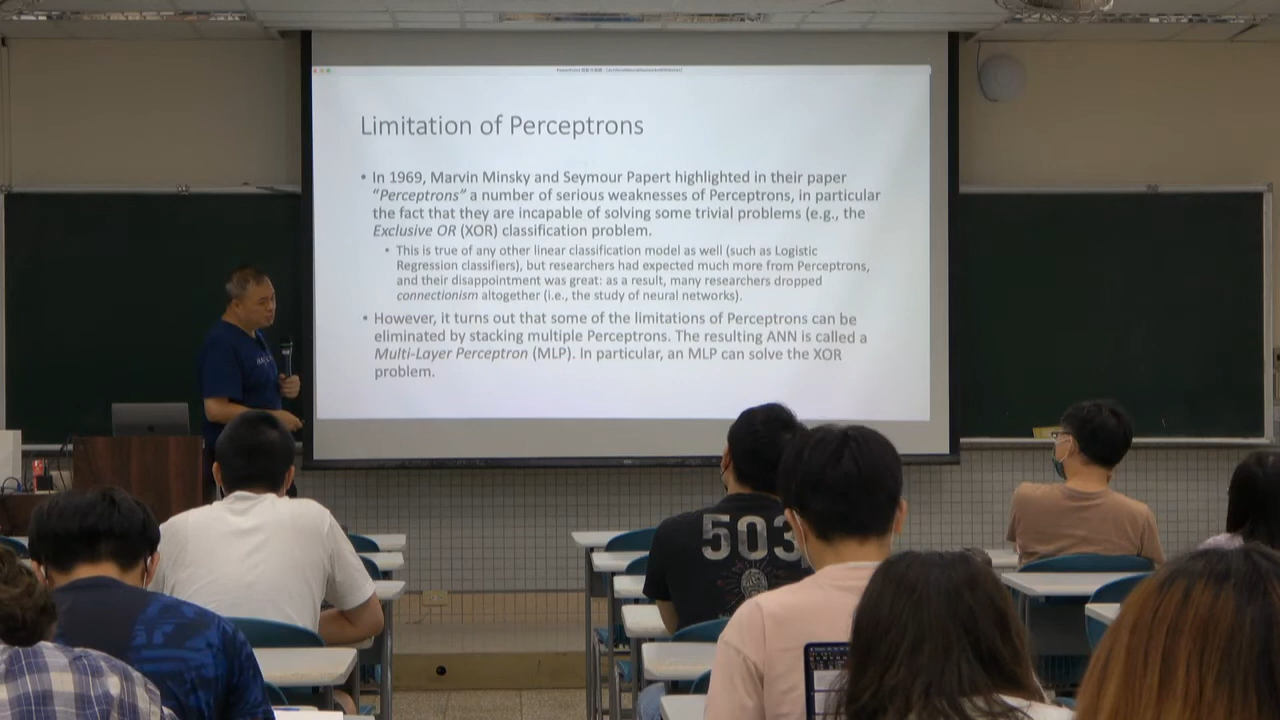 Limitation of Perceptrons
• In 1969, Marvin Minsky and Seymour Papert highlighted in their paper
“Perceptrons” a number of serious weaknesses of Perceptrons, in particular
the fact that they are incapable of solving some trivial problems (e.g., the
Exclusive OR (XOR) classification problem.
• This is true of any other linear classification model as well (such as Logistic
Regression classifiers), but researchers had expected much more from Perceptrons,
and their disappointment was great: as a result, many researchers dropped
connectionism altogether (i.e., the study of neural networks).
• However, it turns out that some of the limitations of Perceptrons can be
eliminated by stacking multiple Perceptrons. The resulting ANN is called a
Multi-Layer Perceptron (MLP). In particular, an MLP can solve the XOR
problem.
503